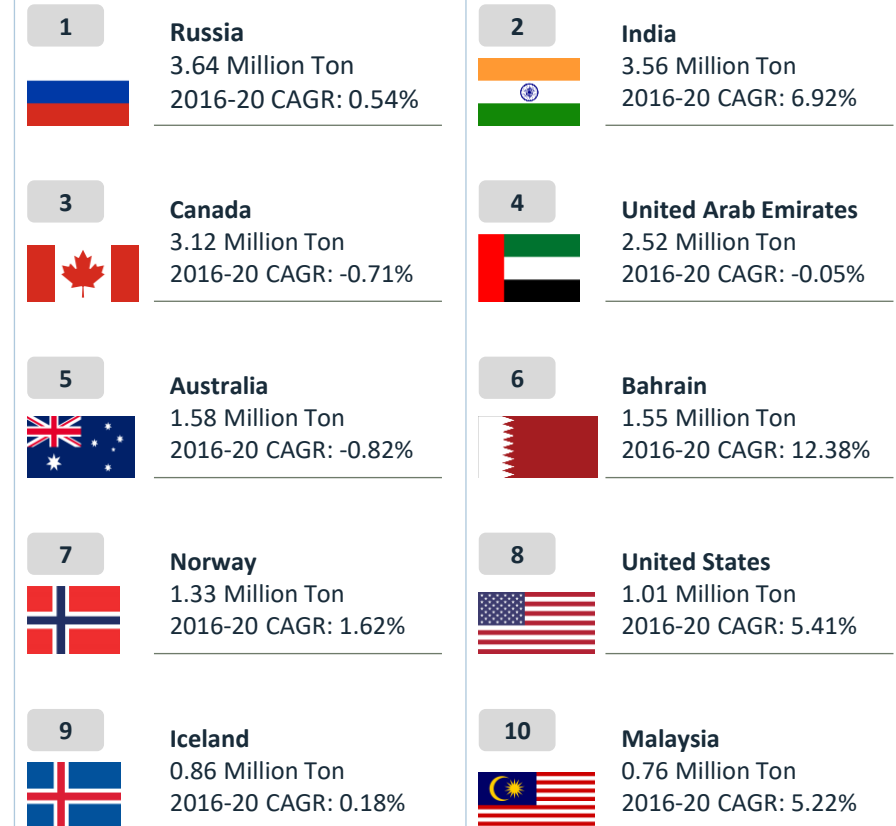 1
Russia
3.64 Million Ton
2016-20 CAGR: 0.54%
2
India
3.56 Million Ton
2016-20 CAGR: 6.92%
3
Canada
3.12 Million Ton
2016-20 CAGR: -0.71%
4
United Arab Emirates
2.52 Million Ton
2016-20 CAGR: -0.05%
5
Australia
1.58 Million Ton
2016-20 CAGR: -0.82%
6
Bahrain
1.55 Million Ton
2016-20 CAGR: 12.38%
7
Norway
1.33 Million Ton
2016-20 CAGR: 1.62%
8
United States
1.01 Million Ton
2016-20 CAGR: 5.41%
9
Iceland
0.86 Million Ton
2016-20 CAGR: 0.18%
10
Malaysia
0.76 Million Ton
2016-20 CAGR: 5.22%